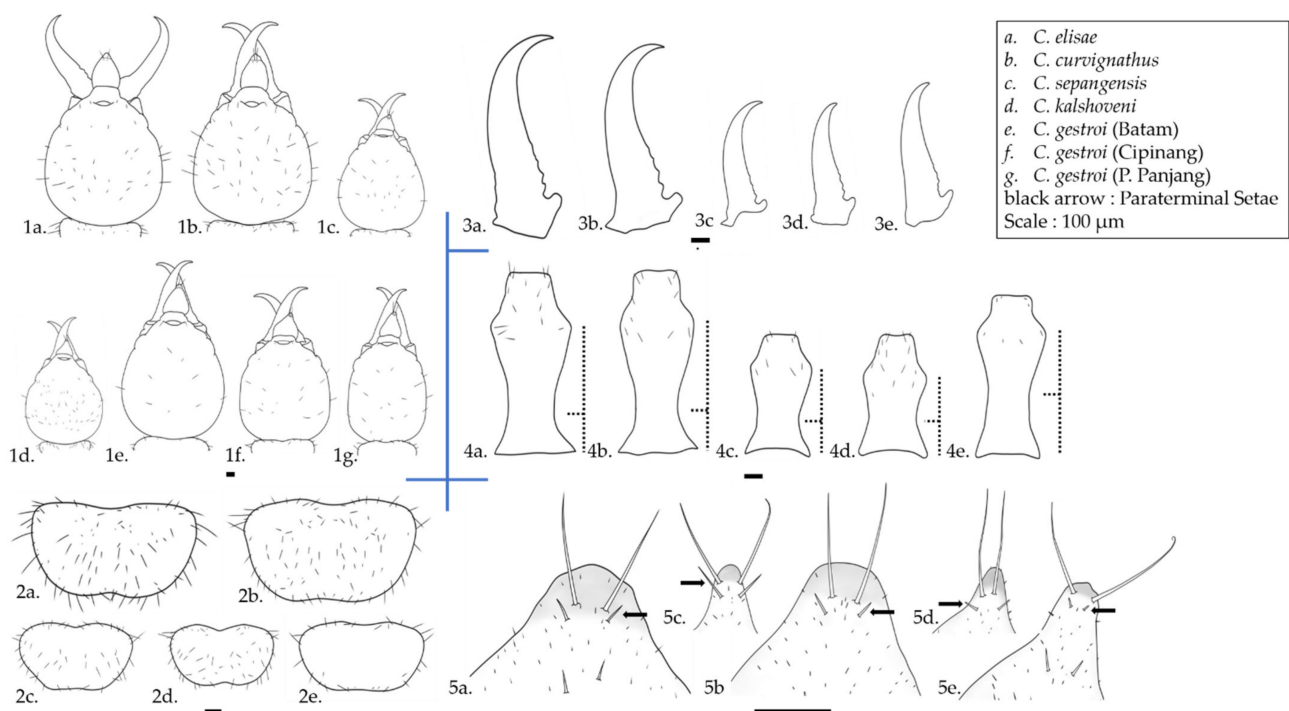 a. C. elisae
b. C. curvignathus
c. C. sepangensis
d. C. kalshoveni
e. C. gestroi (Batam)
f. C. gestroi (Cipinang)
g. C. gestroi (P. Panjang)
black arrow : Paraterminal Setae
Scale : 100 µm
1a. 1b. 1c.
3a. 3b. 3c 3d. 3e.
1d. 1e. 1f. 1g.
4a. 4b. 4c. 4d. 4e.
2a. 2b.
2c. 2d. 2e.
5a. 5c. 5b 5d. 5e.